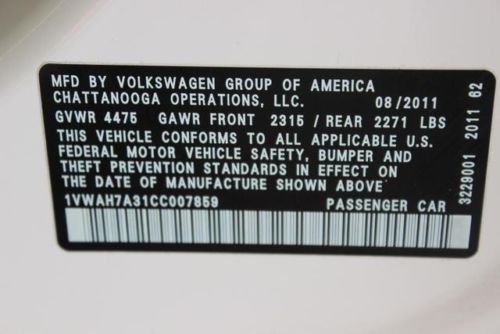 MFD BY VOLKSWAGEN GROUP OF AMERICA
CHATTANOOGA OPERATIONS, LLC. 08/2011
GVWR 4475 GAWR FRONT 2315 / REAR 2271 LBS
THIS VEHICLE CONFORMS TO ALL APPLICABLE U.S.
FEDERAL MOTOR VEHICLE SAFETY, BUMPER AND
THEFT PREVENTION STANDARDS IN EFFECT ON
THE DATE OF MANUFACTURE SHOWN ABOVE
1VWAH7A31CC007859 PASSENGER CAR
3229001 2011 62